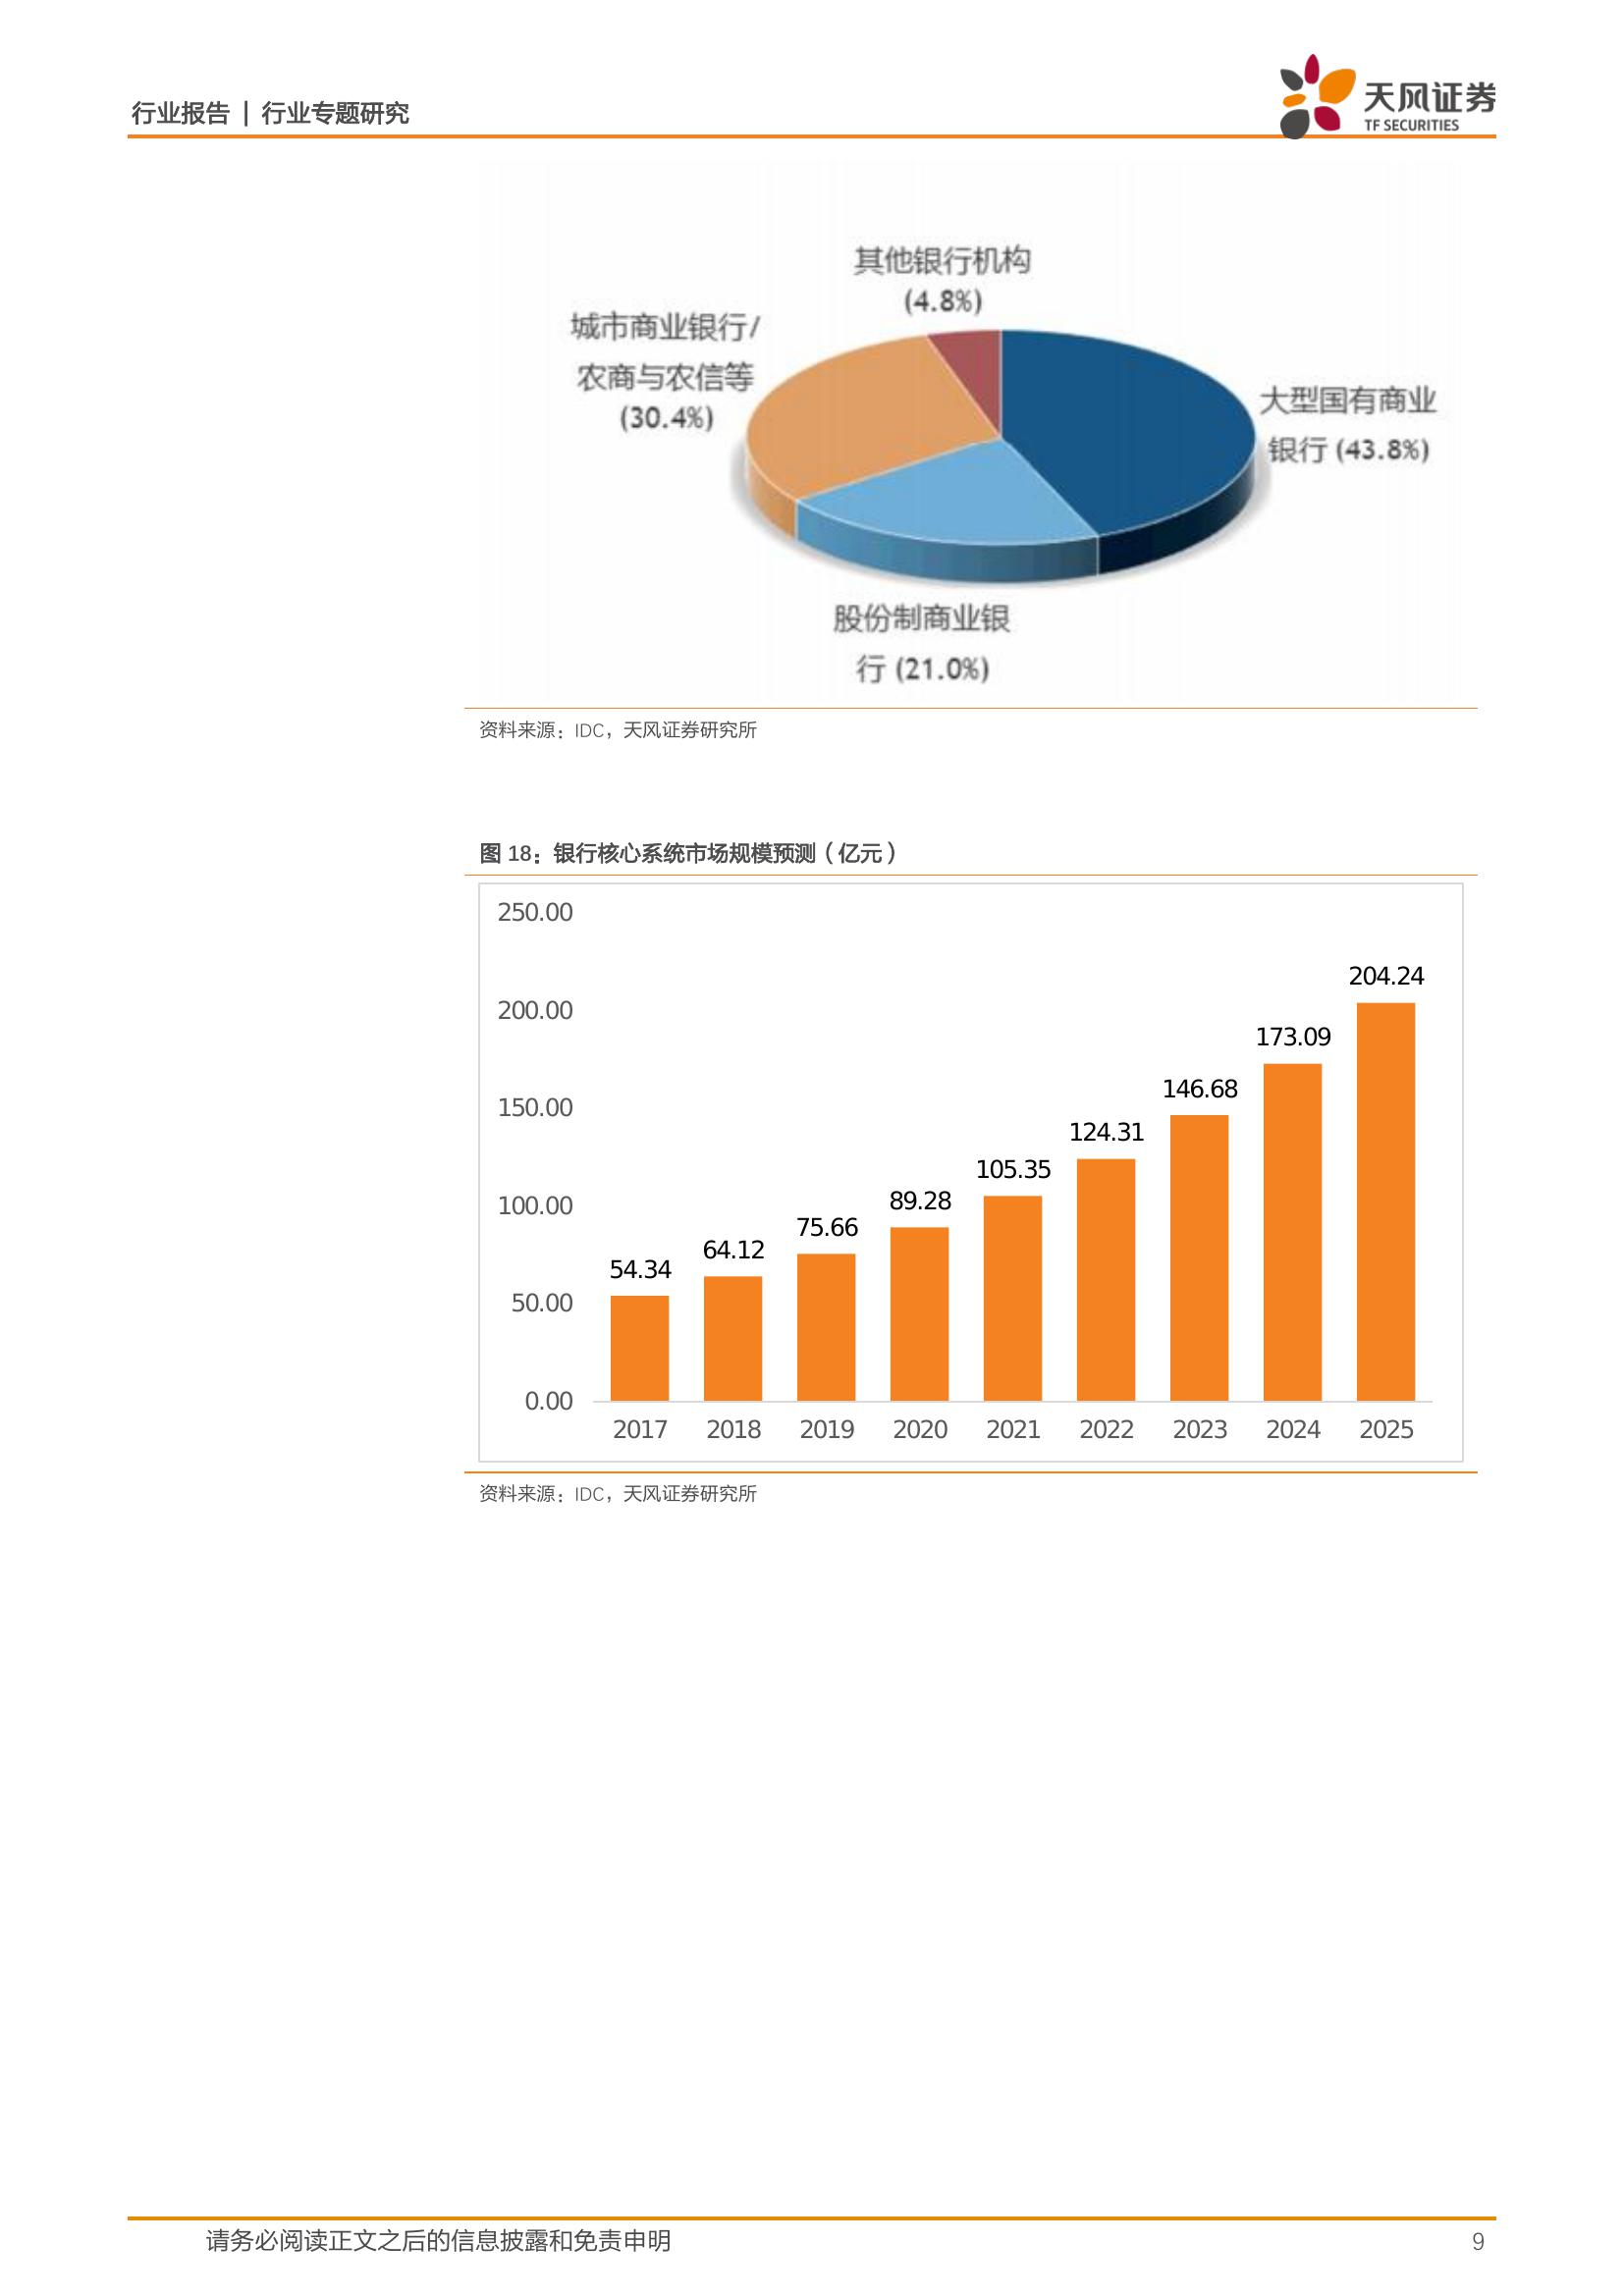 行业报告 | 行业专题研究
天风证券
TF SECURITIES
其他银行机构
(4.8%)
城市商业银行/
农商与农信等
(30.4%)
大型国有商业
银行 (43.8%)
股份制商业银
行 (21.0%)
资料来源：IDC，天风证券研究所
图 18：银行核心系统市场规模预测（亿元）
250.00
200.00
150.00
100.00
50.00
0.00
54.34
64.12
75.66
89.28
105.35
124.31
146.68
173.09
204.24
2017 2018 2019 2020 2021 2022 2023 2024 2025
资料来源：IDC，天风证券研究所
请务必阅读正文之后的信息披露和免责申明 9